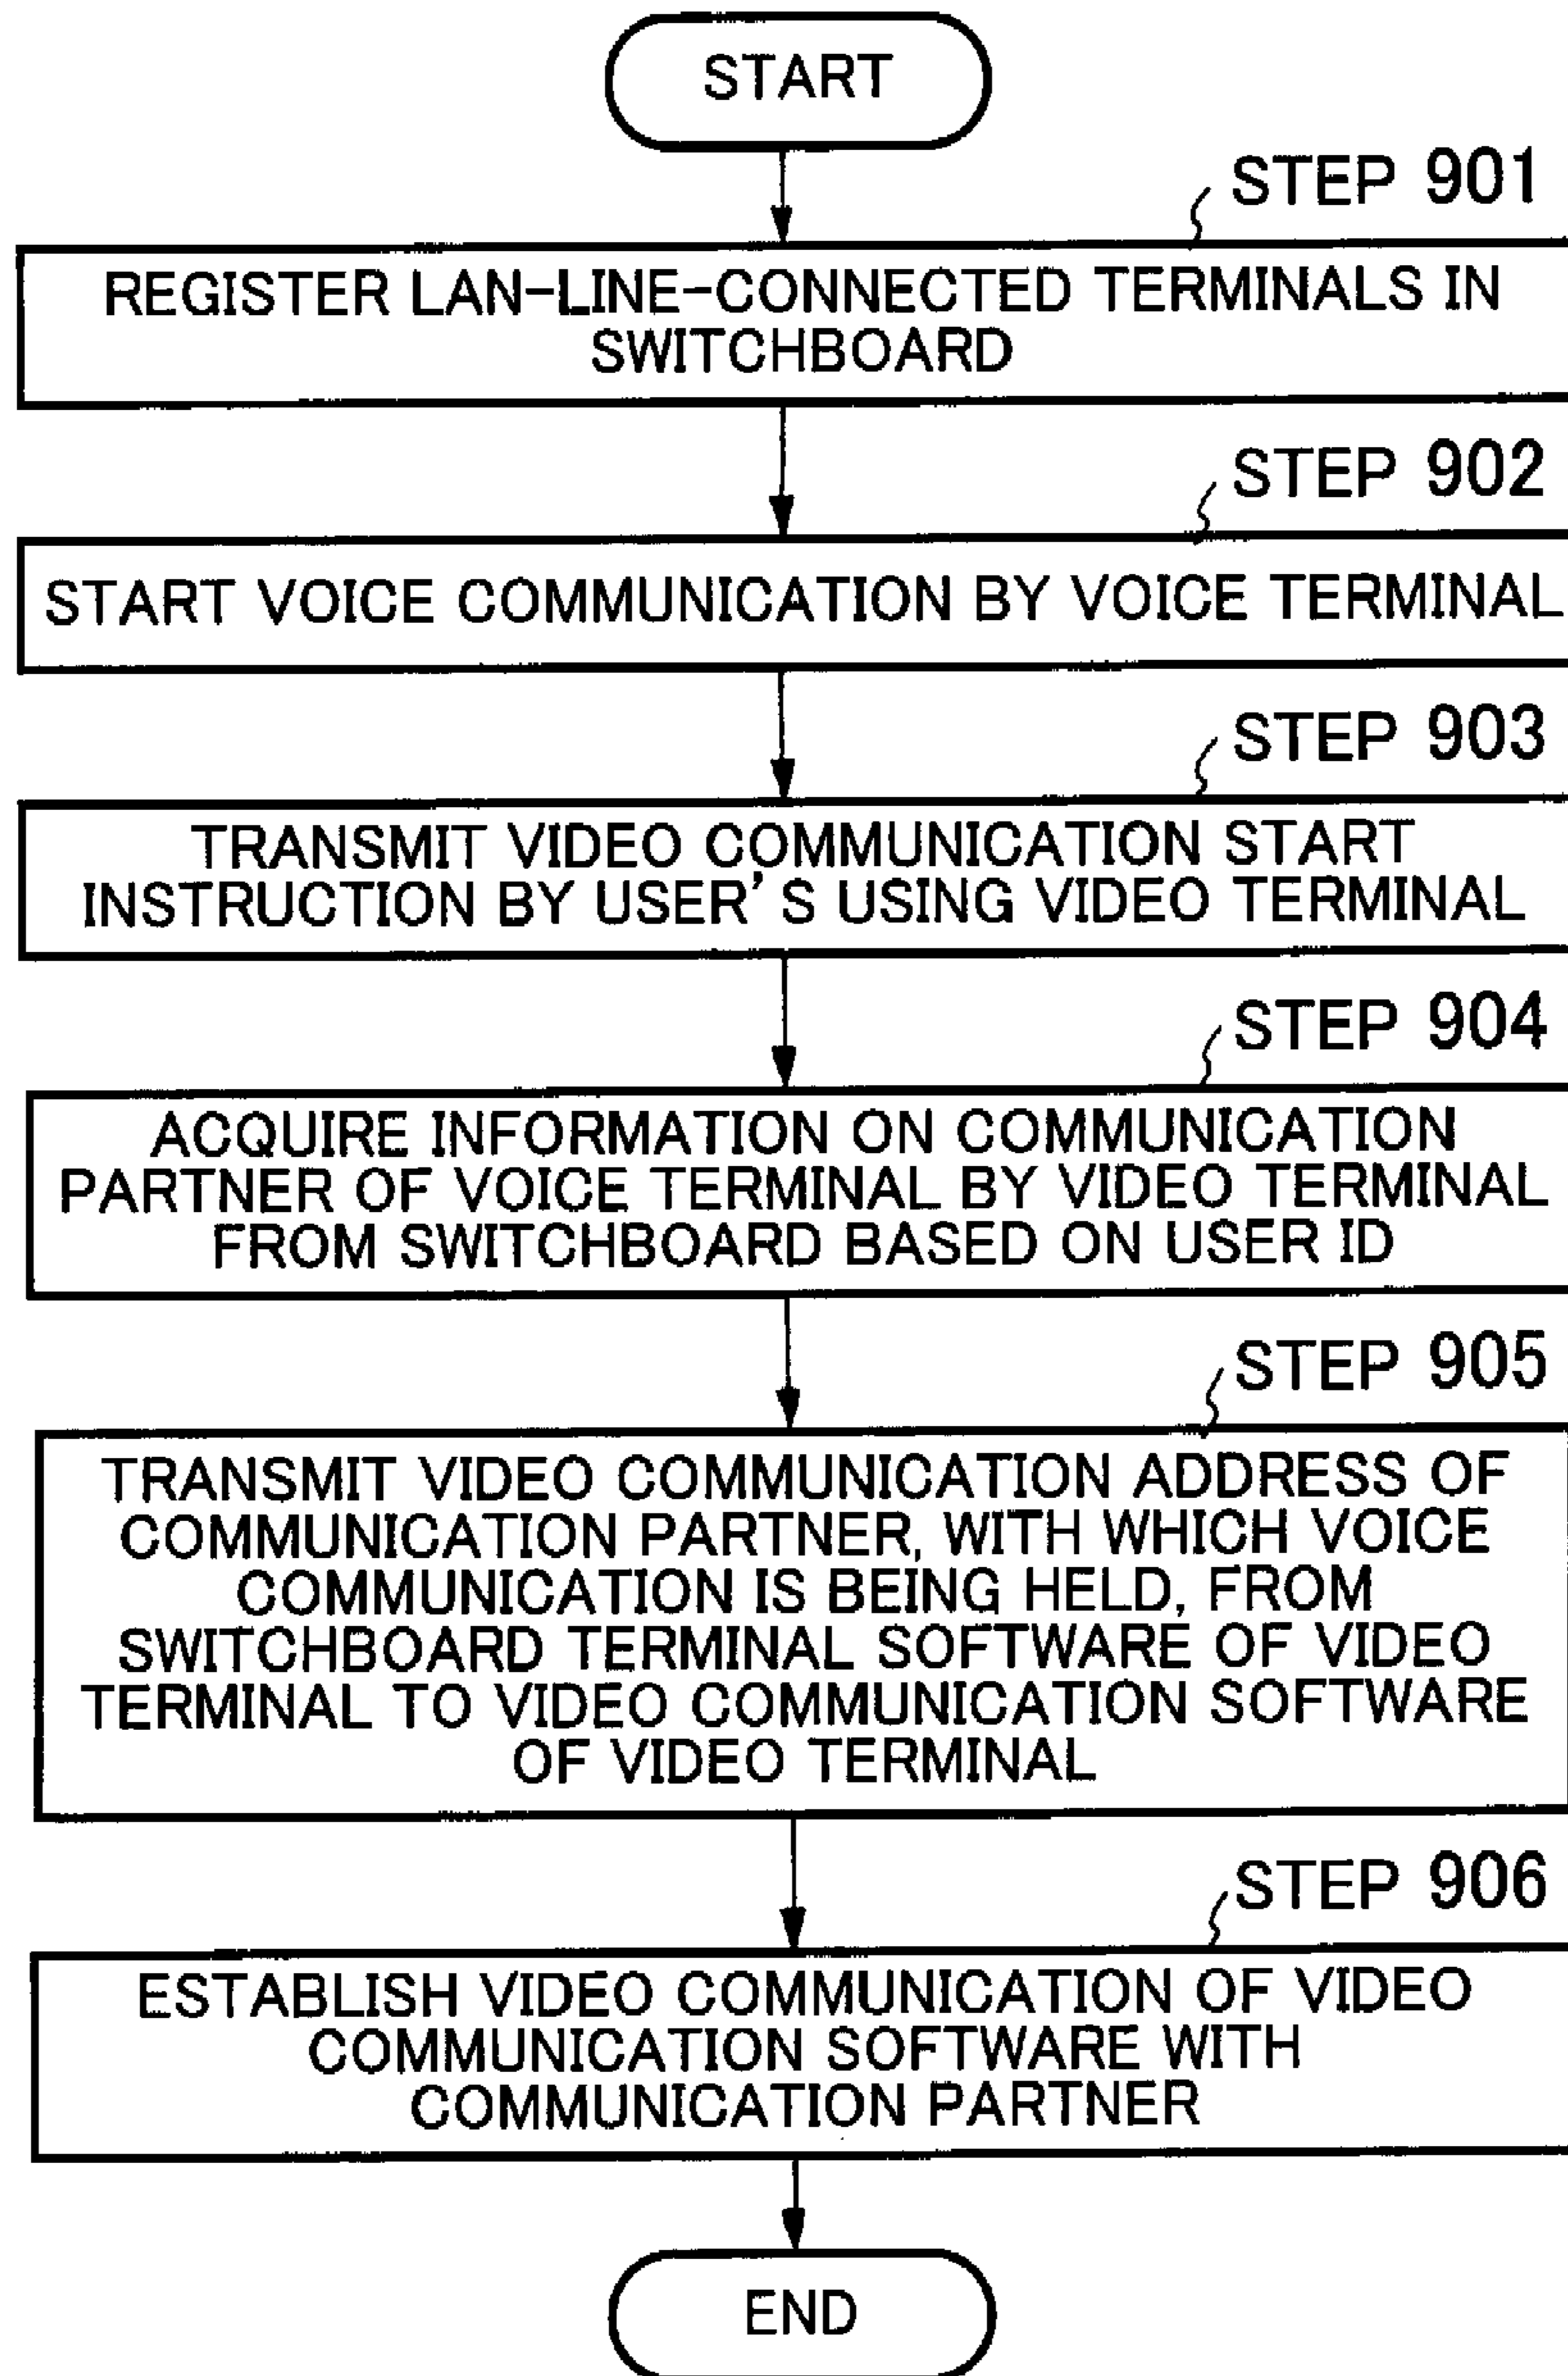 START
STEP 901
REGISTER LAN-LINE-CONNECTED TERMINALS IN
SWITCHBOARD
STEP 902
START VOICE COMMUNICATION BY VOICE TERMINAL
STEP 903
TRANSMIT VIDEO COMMUNICATION START
INSTRUCTION BY USER'S USING VIDEO TERMINAL
STEP 904
ACQUIRE INFORMATION ON COMMUNICATION
PARTNER OF VOICE TERMINAL BY VIDEO TERMINAL
FROM SWITCHBOARD BASED ON USER ID
STEP 905
TRANSMIT VIDEO COMMUNICATION ADDRESS OF
COMMUNICATION PARTNER, WITH WHICH VOICE
COMMUNICATION IS BEING HELD, FROM
SWITCHBOARD TERMINAL SOFTWARE OF VIDEO
TERMINAL TO VIDEO COMMUNICATION SOFTWARE
OF VIDEO TERMINAL
STEP 906
ESTABLISH VIDEO COMMUNICATION OF VIDEO
COMMUNICATION SOFTWARE WITH
COMMUNICATION PARTNER
END